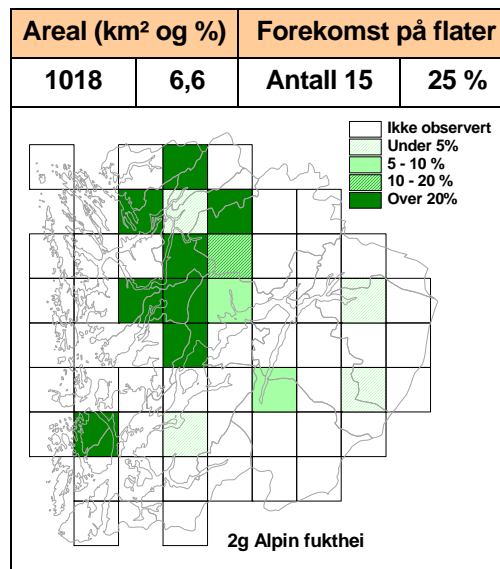 Areal (km² og %) Forekomst på flater
1018 6,6 Antall 15 25 %
Ikke observert
Under 5%
5 - 10 %
10 - 20 %
Over 20%
2g Alpin fukthei